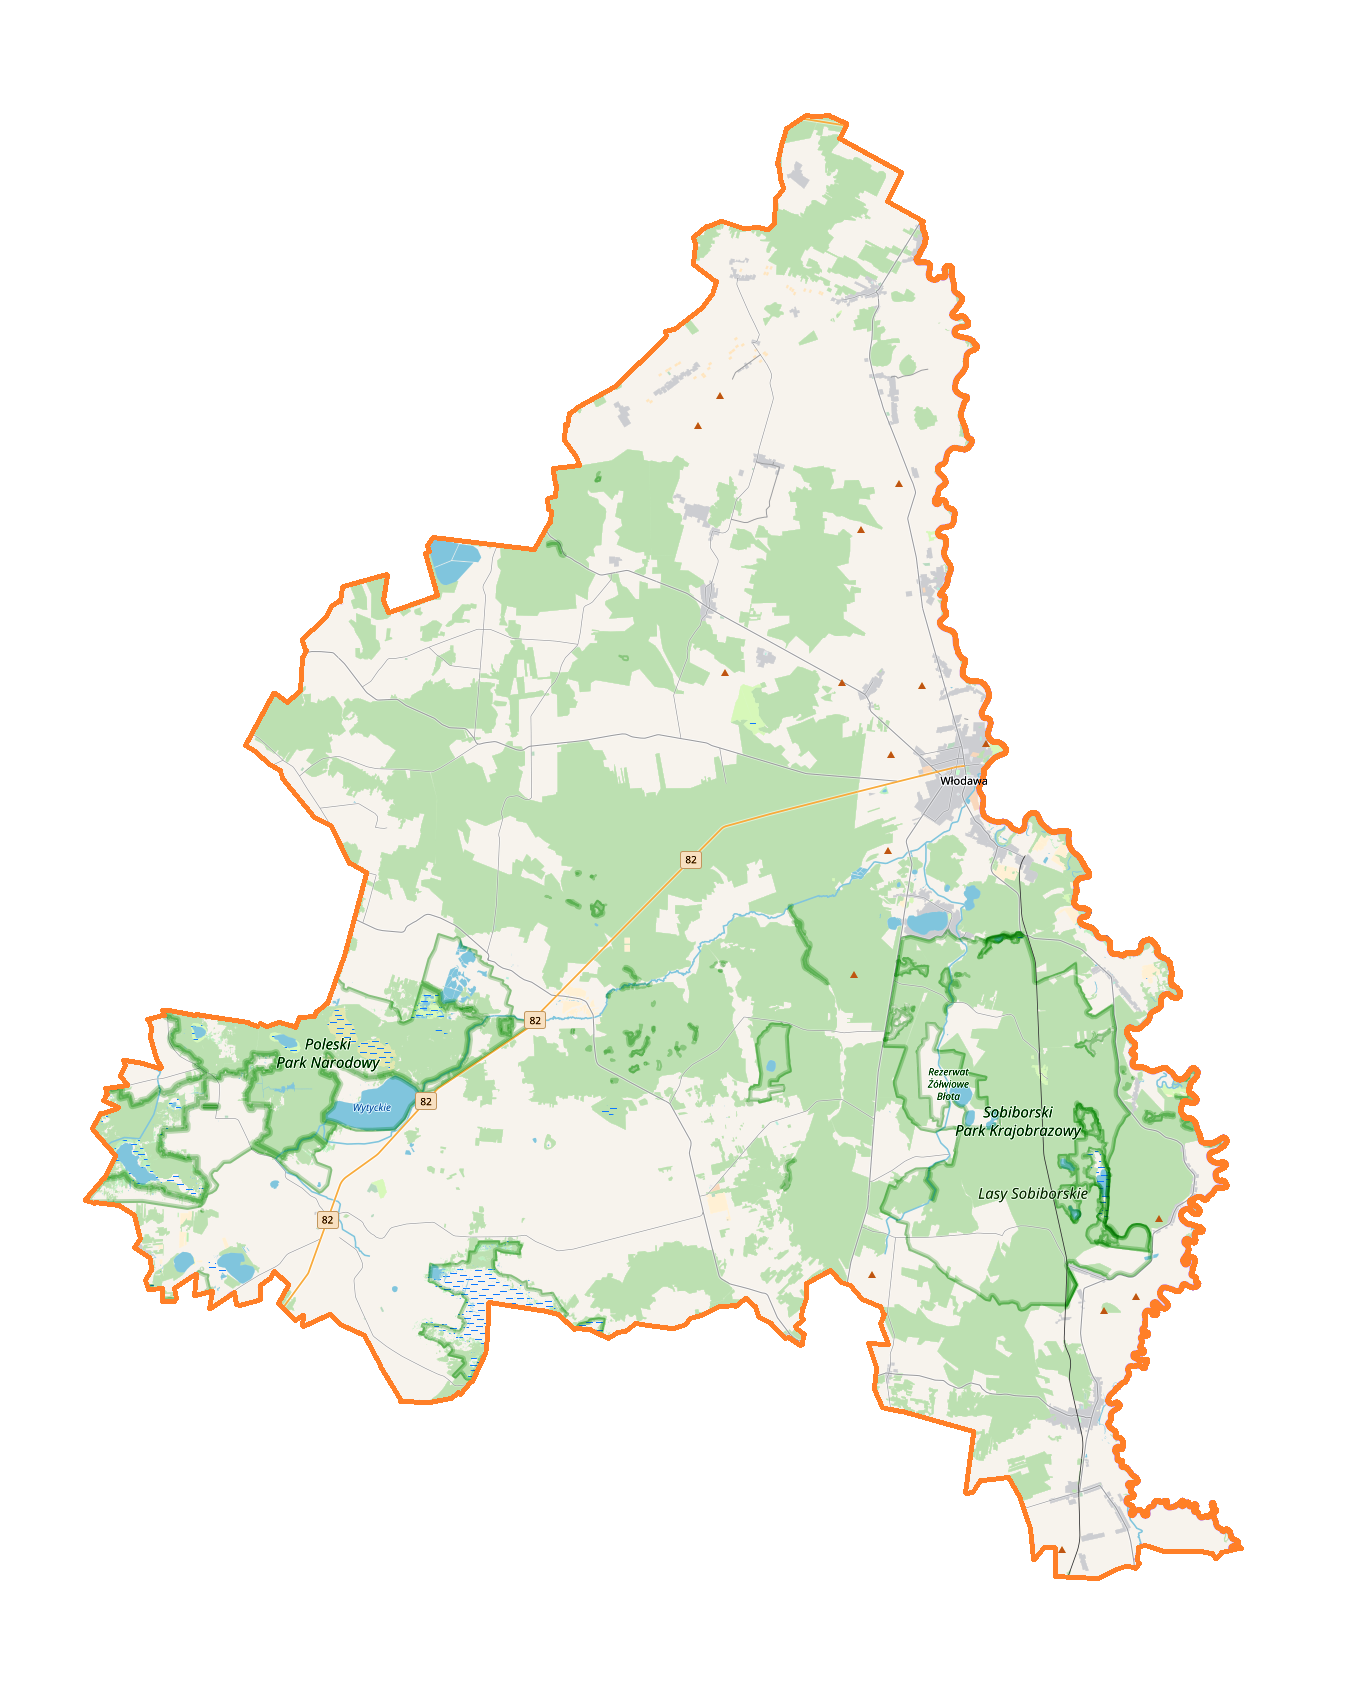 Włodawa
82
82
Poleski
Park Narodowy
Rezerwat
Żółwiowe
Błota
82
Wytyckie
Sobiborski
Park Krajobrazowy
Lasy Sobiborskie
82